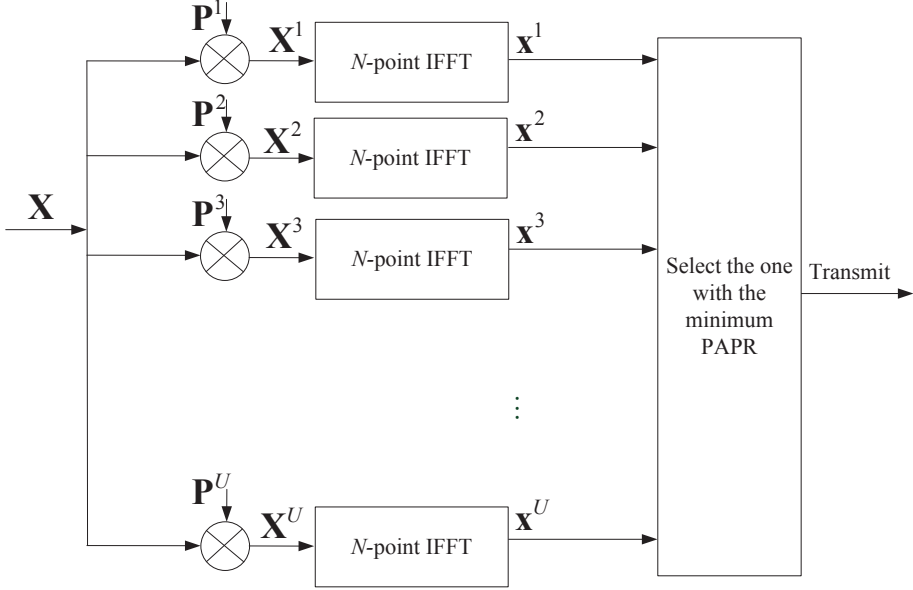 P^1
X^1
N-point IFFT
x^1
P^2
X^2
N-point IFFT
x^2
P^3
X^3
N-point IFFT
x^3
X
Select the one
with the
minimum
PAPR
Transmit
⋮
P^U
X^U
N-point IFFT
x^U